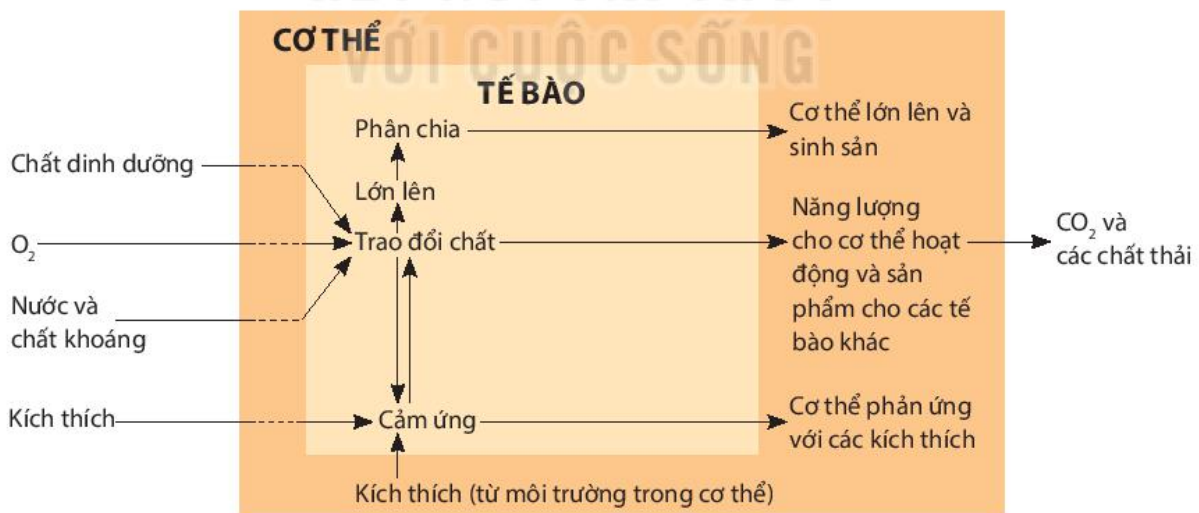 VỚI CUỘC SỐNG
CƠ THỂ
TẾ BÀO
Phân chia
Cơ thể lớn lên và
sinh sản
Chất dinh dưỡng
Lớn lên
O₂
Trao đổi chất
Năng lượng
cho cơ thể hoạt
động và sản
phẩm cho các tế
bào khác
CO₂ và
các chất thải
Nước và
chất khoáng
Kích thích
Cảm ứng
Cơ thể phản ứng
với các kích thích
Kích thích (từ môi trường trong cơ thể)